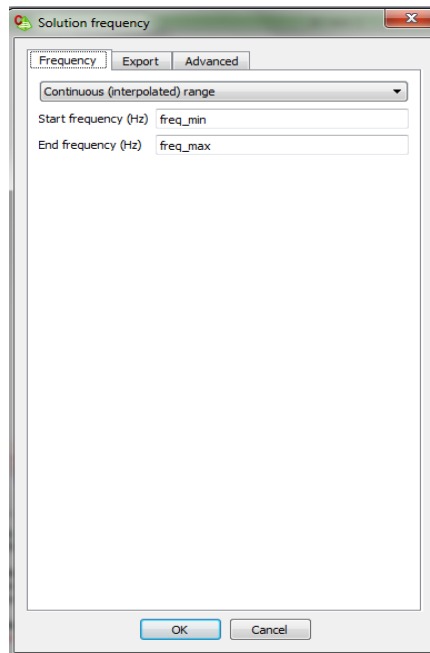 Solution frequency
Frequency Export Advanced
Continuous (interpolated) range
Start frequency (Hz) freq_min
End frequency (Hz) freq_max
OK Cancel